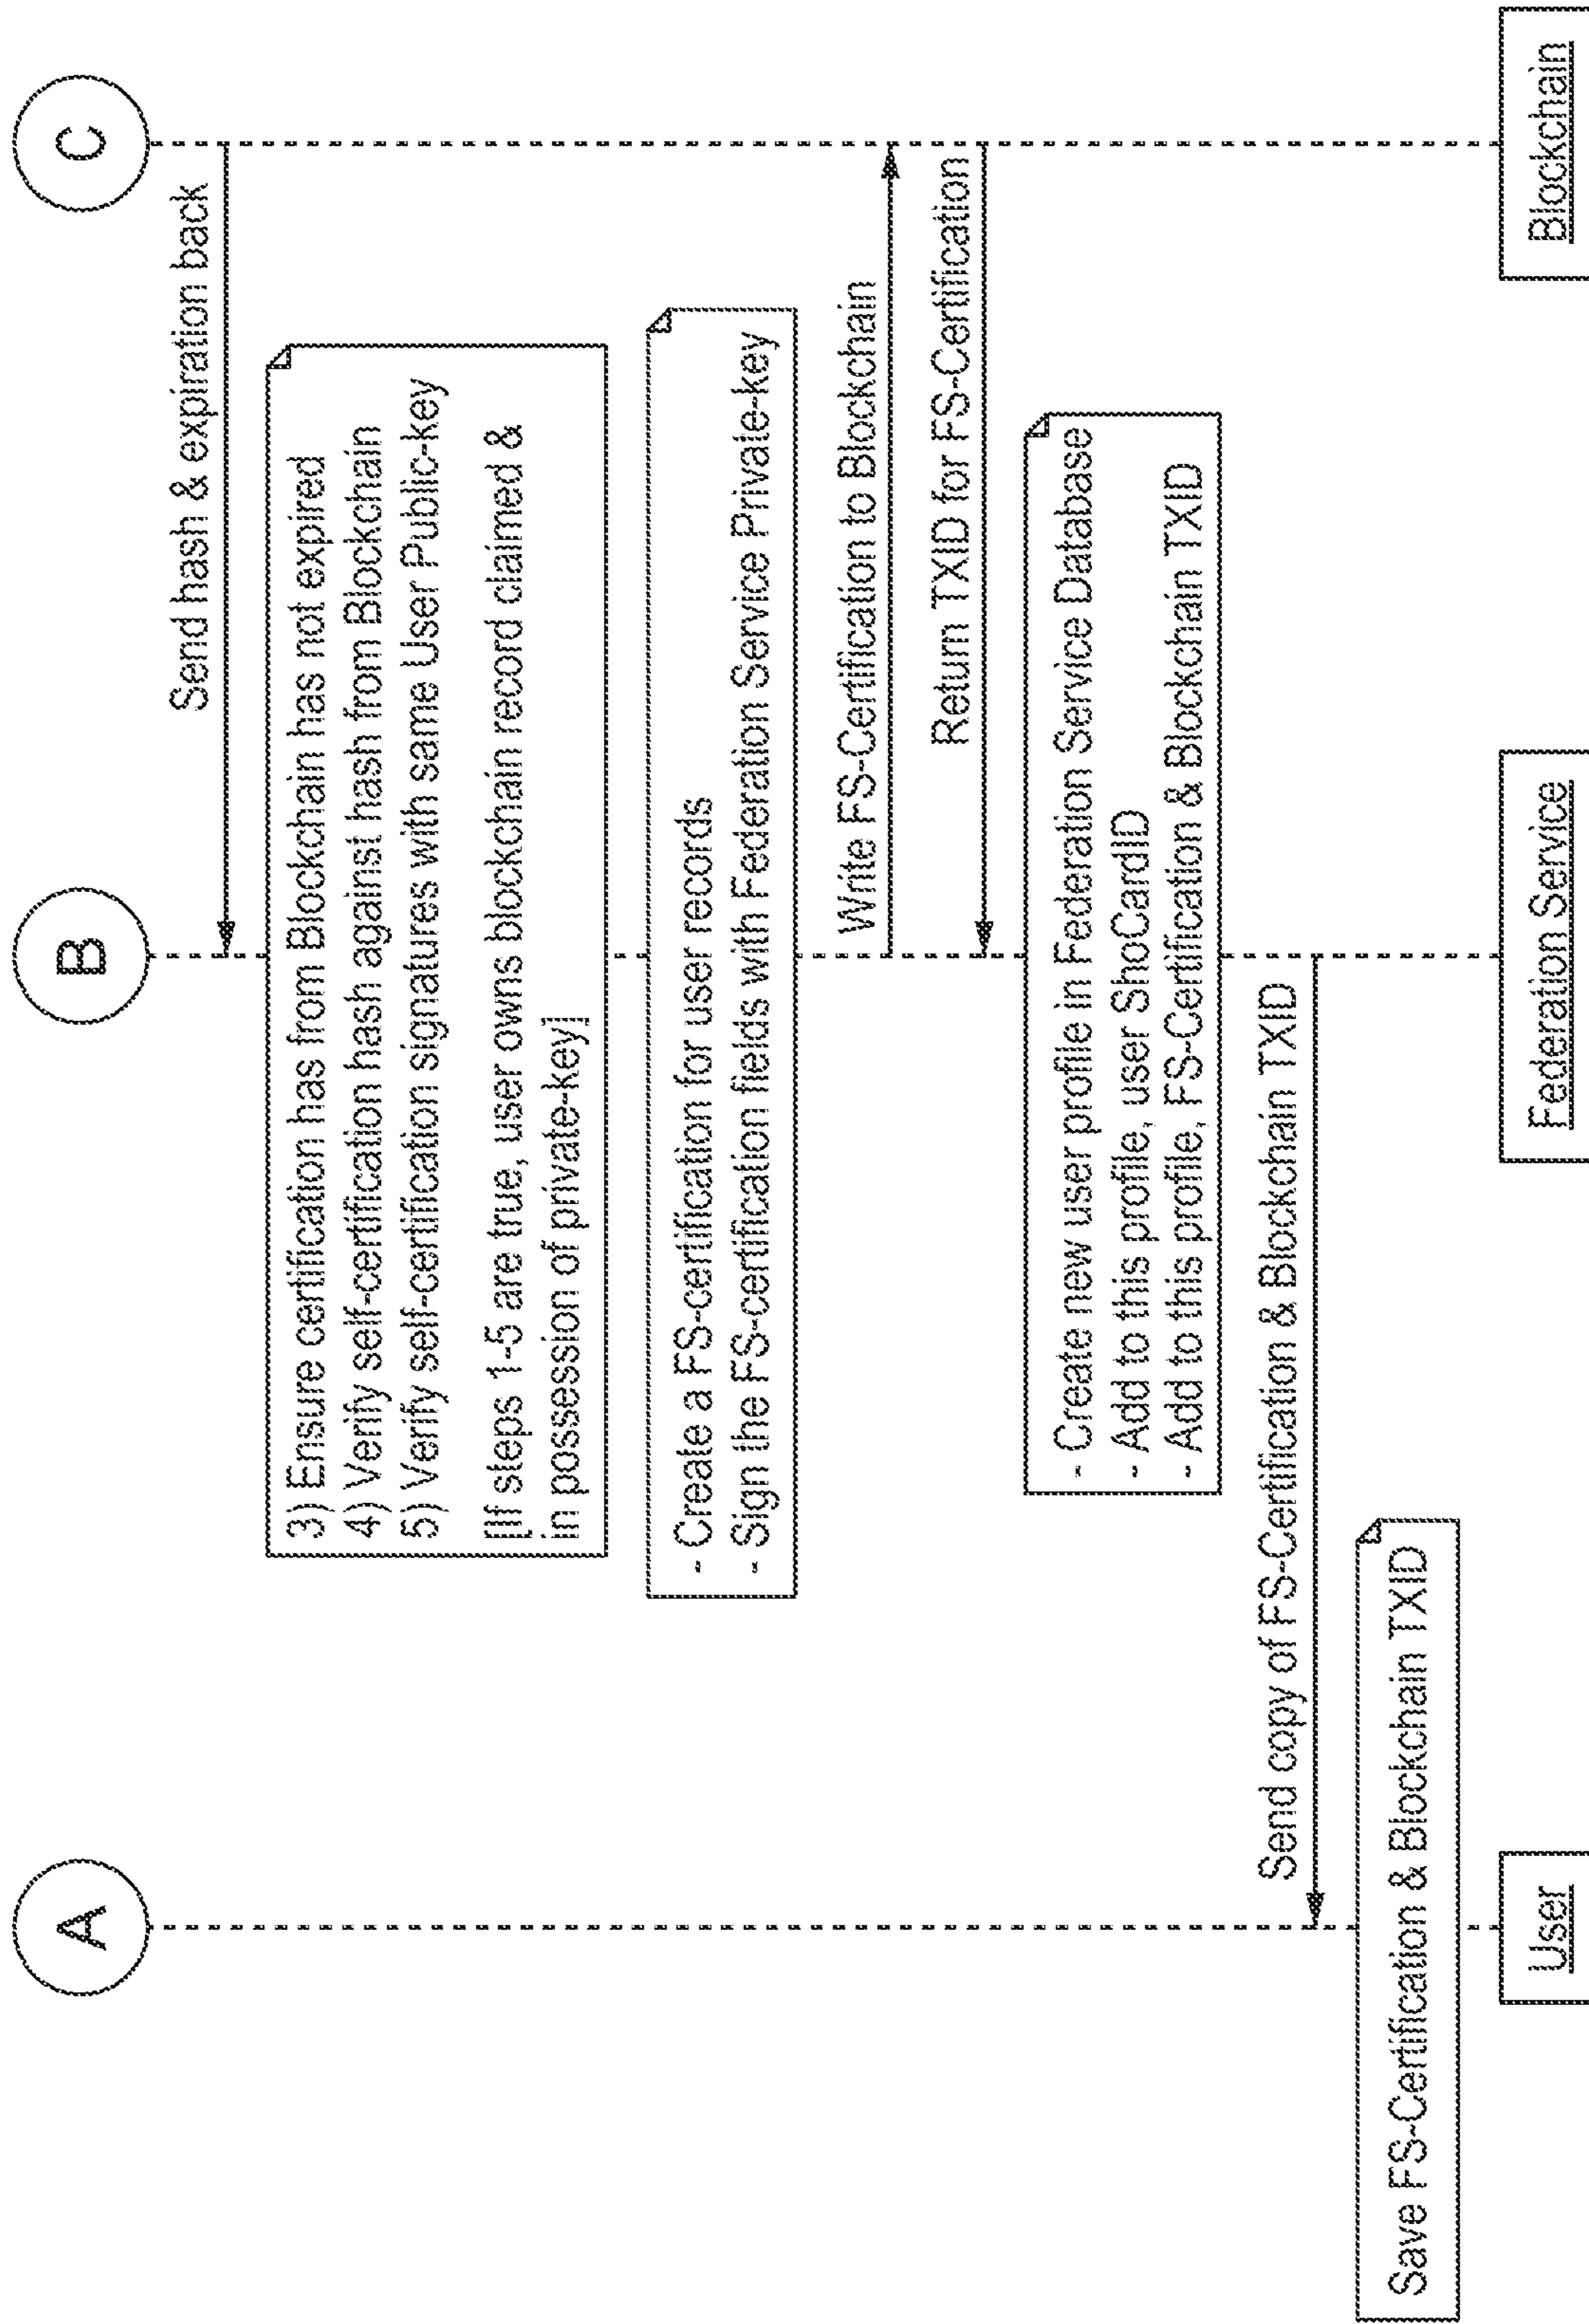 A
B
C
Send hash & expiration back
3) Ensure certification has from Blockchain has not expired
4) Verify self-certification hash against hash from Blockchain
5) Verify self-certification signatures with same User Public-key
[If steps 1-5 are true, user owns blockchain record claimed &
in possession of private-key]
- Create a FS-certification for user records
- Sign the FS-certification fields with Federation Service Private-key
Write FS-Certification to Blockchain
Return TXID for FS-Certification
- Create new user profile in Federation Service Database
- Add to this profile, user ShoCardID
- Add to this profile, FS-Certification & Blockchain TXID
Send copy of FS-Certification & Blockchain TXID
Save FS-Certification & Blockchain TXID
User
Federation Service
Blockchain